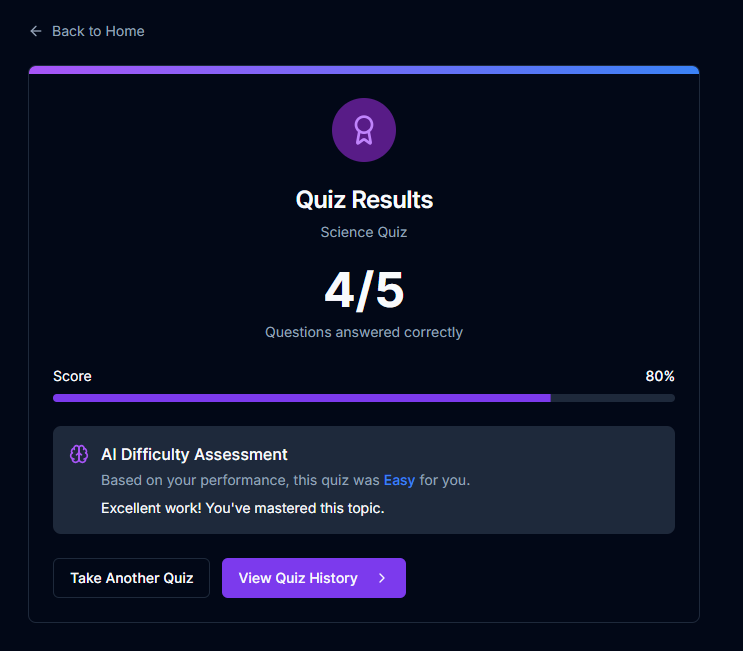 Back to Home
Quiz Results
Science Quiz
4/5
Questions answered correctly
Score 80%
AI Difficulty Assessment
Based on your performance, this quiz was Easy for you.
Excellent work! You've mastered this topic.
Take Another Quiz View Quiz History